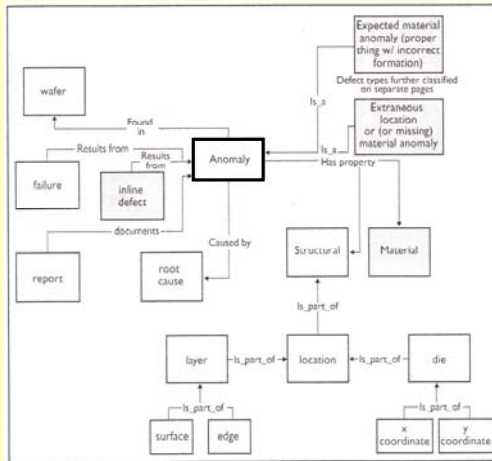 Expected material
anomaly (proper
thing w/ incorrect
formation)
Defect types further classified
on separate pages
Is_a
Extraneous
location
or (or missing)
material anomaly
wafer
Found
in
Is_a
Results from
Anomaly
Has property
Results
from
failure
inline
defect
documents
Caused by
report
root
cause
Structural
Material
Is_part_of
layer
Is_part_of
location
Is_part_of
die
Is_part_of
Is_part_of
surface
edge
x
coordinate
y
coordinate